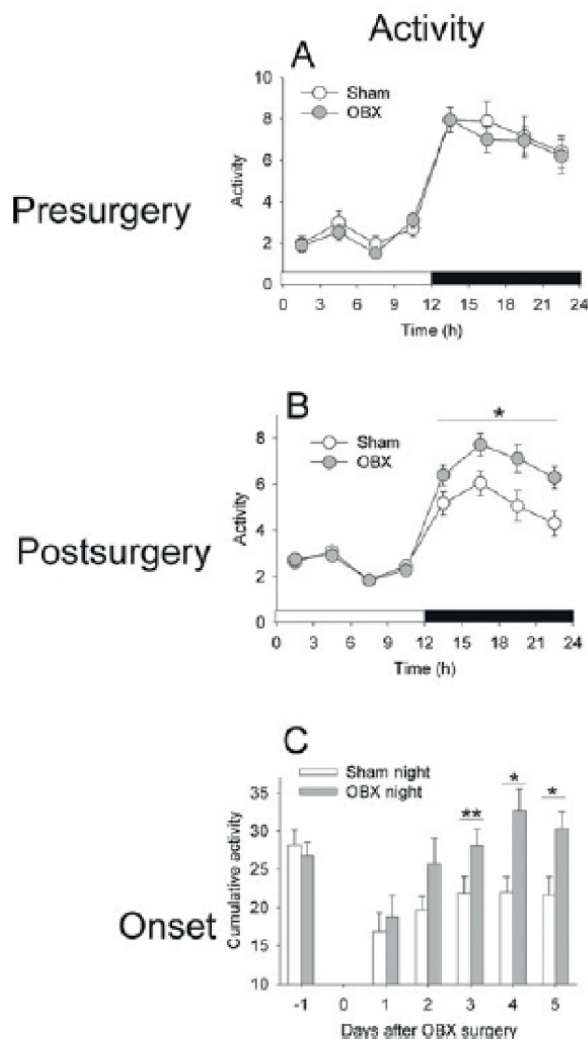 Activity
A
Sham
OBX
10
8
6
4
2
0
Activity
0 3 6 9 12 15 18 21 24
Time (h)
Presurgery
B
*
Sham
OBX
8
6
4
2
0
Activity
0 3 6 9 12 15 18 21 24
Time (h)
Postsurgery
C
Sham night
OBX night
** * *
35
30
25
20
15
10
Cumulative activity
-1 0 1 2 3 4 5
Days after OBX surgery
Onset